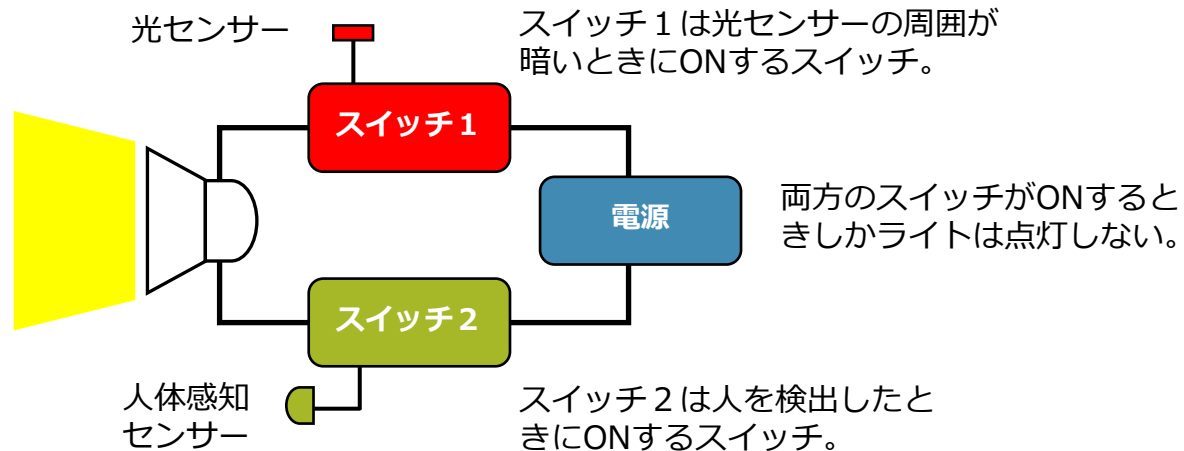 光センサー
スイッチ１は光センサーの周囲が
暗いときにONするスイッチ。
スイッチ１
電源
両方のスイッチがONすると
きしかライトは点灯しない。
スイッチ２
人体感知
センサー
スイッチ２は人を検出したと
きにONするスイッチ。